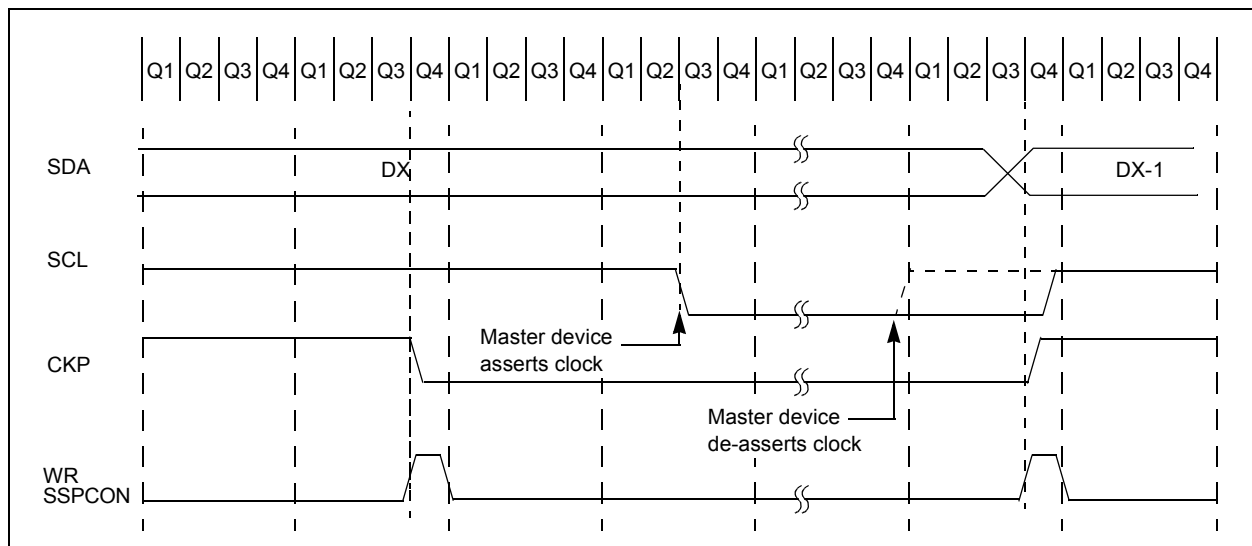 Q1 Q2 Q3 Q4 Q1 Q2 Q3 Q4 Q1 Q2 Q3 Q4 Q1 Q2 Q3 Q4 Q1 Q2 Q3 Q4 Q1 Q2 Q3 Q4 Q1 Q2 Q3 Q4
SDA DX DX-1
SCL
Master device
asserts clock
CKP
Master device
de-asserts clock
WR
SSPCON